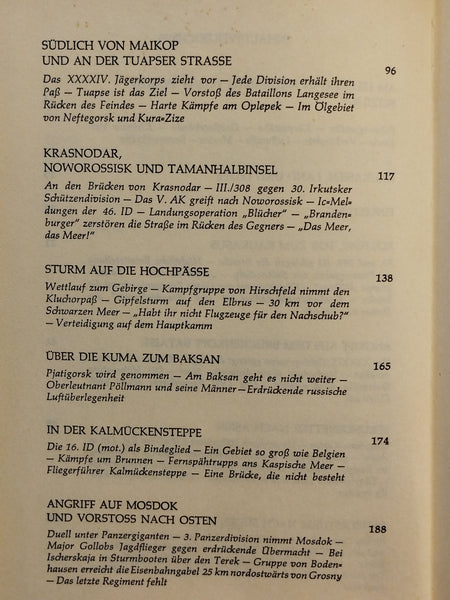 SÜDLICH VON MAIKOP
UND AN DER TUAPSER STRASSE 96
Das XXXXIV. Jägerkorps zieht vor — Jede Division erhält ihren
Paß — Tuapse ist das Ziel — Vorstoß des Bataillons Langesee im
Rücken des Feindes — Harte Kämpfe am Oplepek — Im Ölgebiet
von Neftegorsk und Kura-Zize
KRASNODAR,
NOWOROSSISK UND TAMANHALBINSEL 117
An den Brücken von Krasnodar — III./308 gegen 30. Irkutsker
Schützendivision — Das V. AK greift nach Noworossisk — Ic-Mel-
dungen der 46. ID — Landungsoperation „Blücher" — „Branden-
burger" zerstören die Straße im Rücken des Gegners — „Das Meer,
das Meer!"
STURM AUF DIE HOCHPÄSSE 138
Wettlauf zum Gebirge — Kampfgruppe von Hirschfeld nimmt den
Kluchorpaß — Gipfelsturm auf den Elbrus — 30 km vor dem
Schwarzen Meer — „Habt ihr nicht Flugzeuge für den Nachschub?"
— Verteidigung auf dem Hauptkamm
ÜBER DIE KUMA ZUM BAKSAN 165
Pjatigorsk wird genommen — Am Baksan geht es nicht weiter —
Oberleutnant Pöllmann und seine Männer — Erdrückende russische
Luftüberlegenheit
IN DER KALMÜCKENSTEPPE 174
Die 16. ID (mot.) als Bindeglied — Ein Gebiet so groß wie Belgien
— Kämpfe um Brunnen — Fernspähtrupps ans Kaspische Meer —
Fliegerführer Kalmückensteppe — Eine Brücke, die nicht besteht
ANGRIFF AUF MOSDOK
UND VORSTOSS NACH OSTEN 188
Duell unter Panzergiganten — 3. Panzerdivision nimmt Mosdok —
Major Gollobs Jagdflieger gegen erdrückende Übermacht — Bei
Ischerskaja in Sturmbooten über den Terek — Gruppe von Boden-
hausen erreicht die Eisenbahngabel 25 km nordostwärts von Grosny
— Das letzte Regiment fehlt